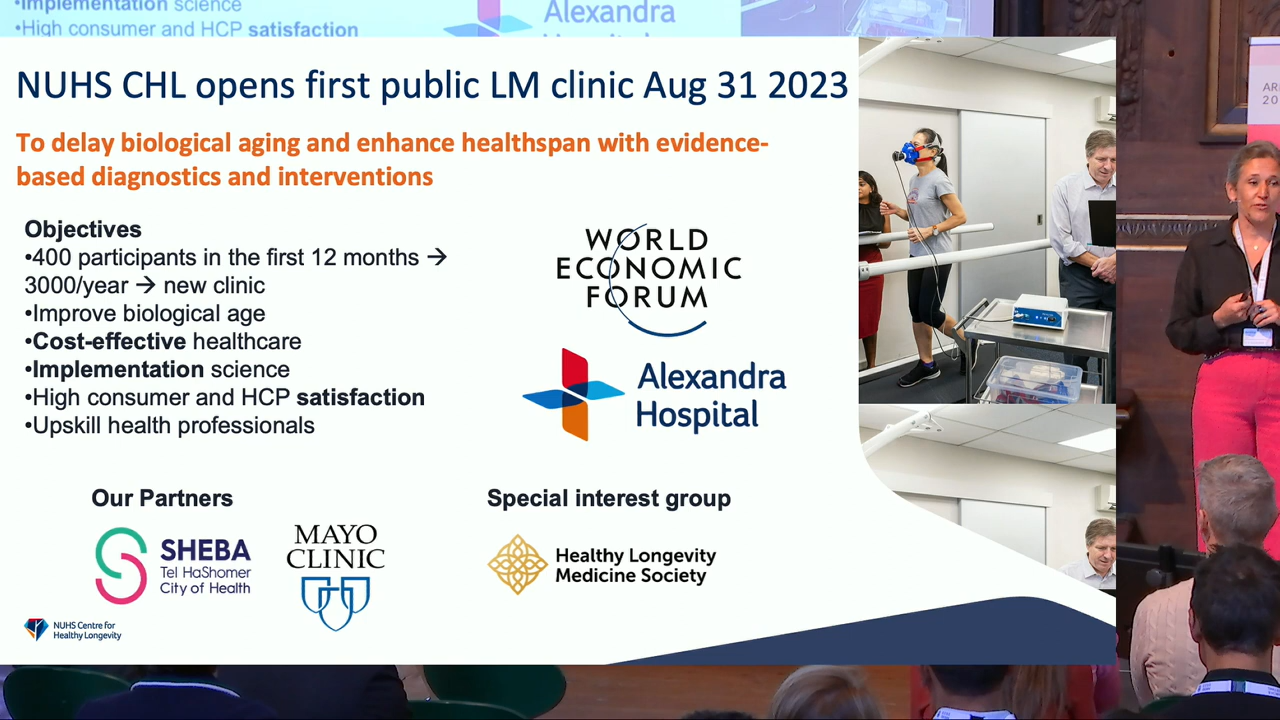 •Implementation science
•High consumer and HCP satisfaction
Alexandra
NUHS CHL opens first public LM clinic Aug 31 2023
To delay biological aging and enhance healthspan with evidence-
based diagnostics and interventions
Objectives
•400 participants in the first 12 months →
3000/year → new clinic
•Improve biological age
•Cost-effective healthcare
•Implementation science
•High consumer and HCP satisfaction
•Upskill health professionals
WORLD
ECONOMIC
FORUM
Alexandra
Hospital
Our Partners
SHEBA
Tel HaShomer
City of Health
MAYO
CLINIC
Special interest group
Healthy Longevity
Medicine Society
NUHS Centre for
Healthy Longevity